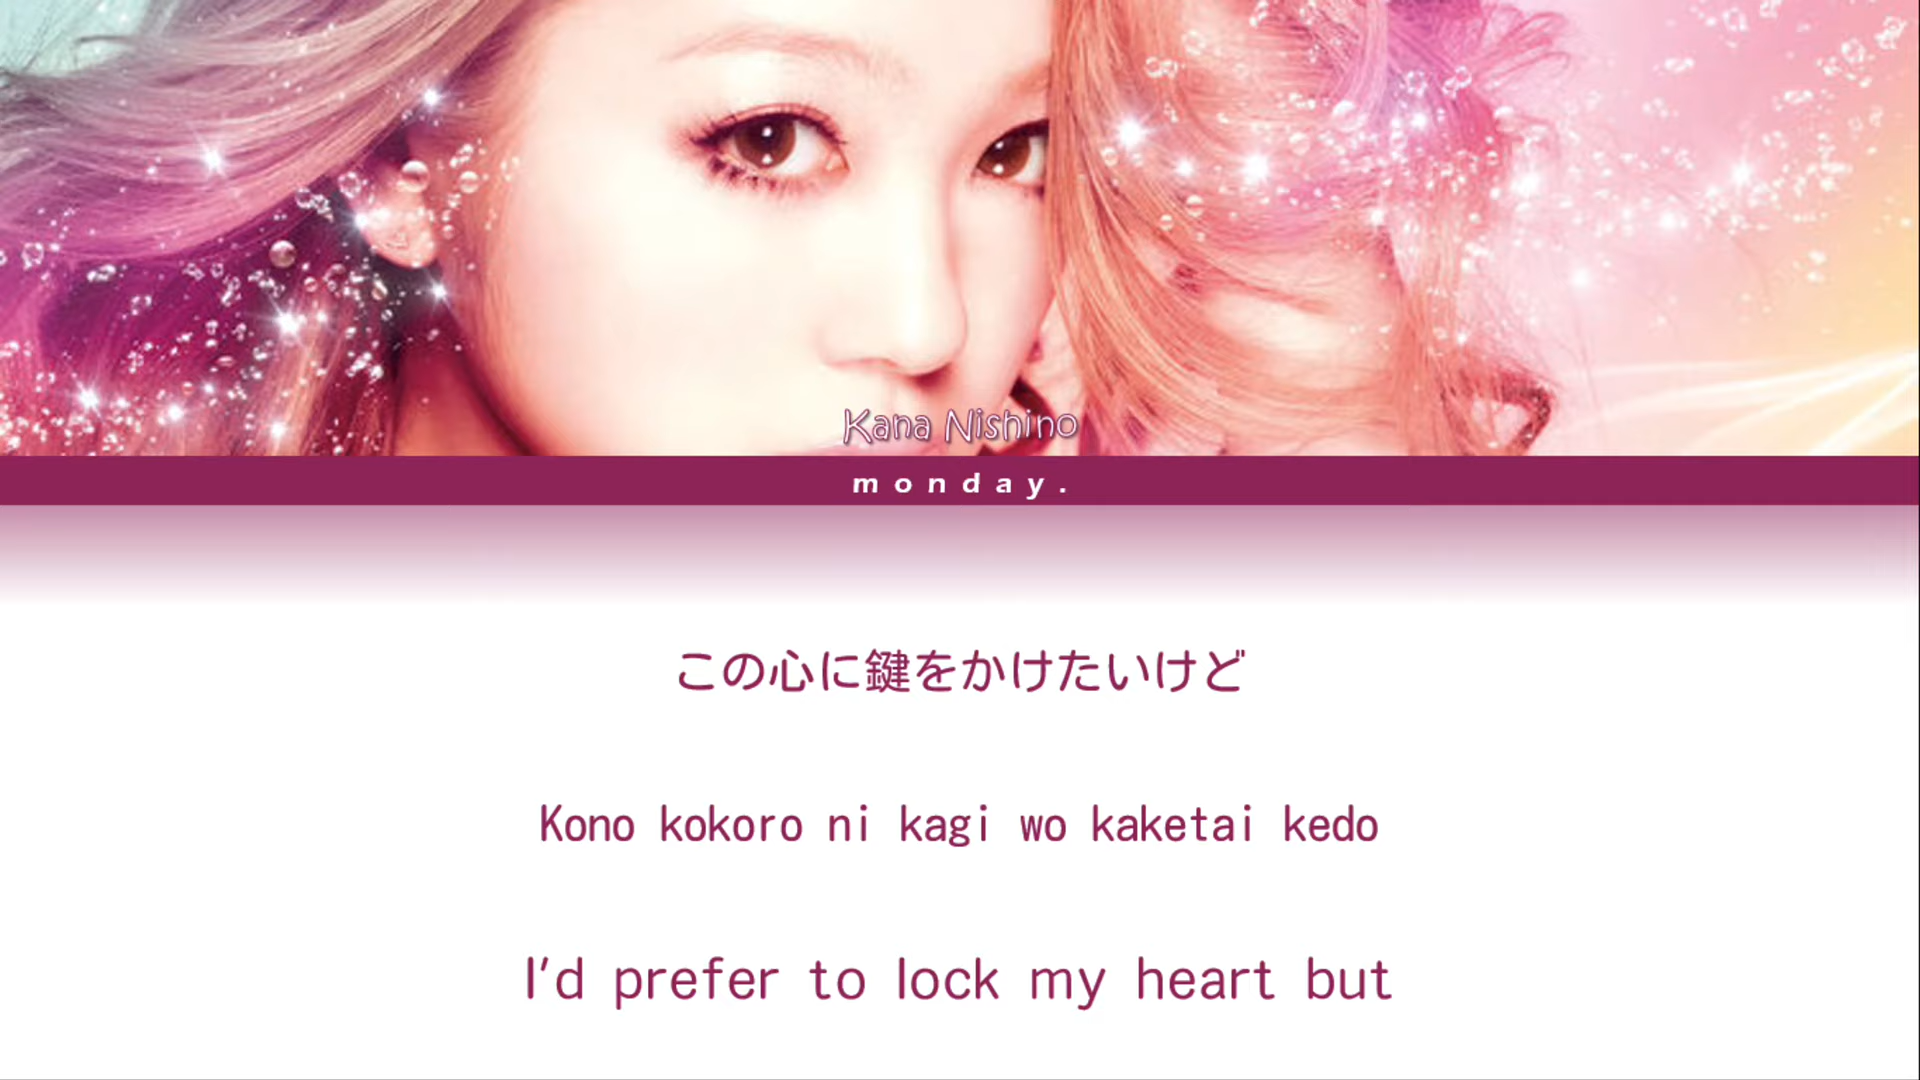 Kana Nishino
monday.
この心に鍵をかけたいけど
Kono kokoro ni kagi wo kaketai kedo
I'd prefer to lock my heart but